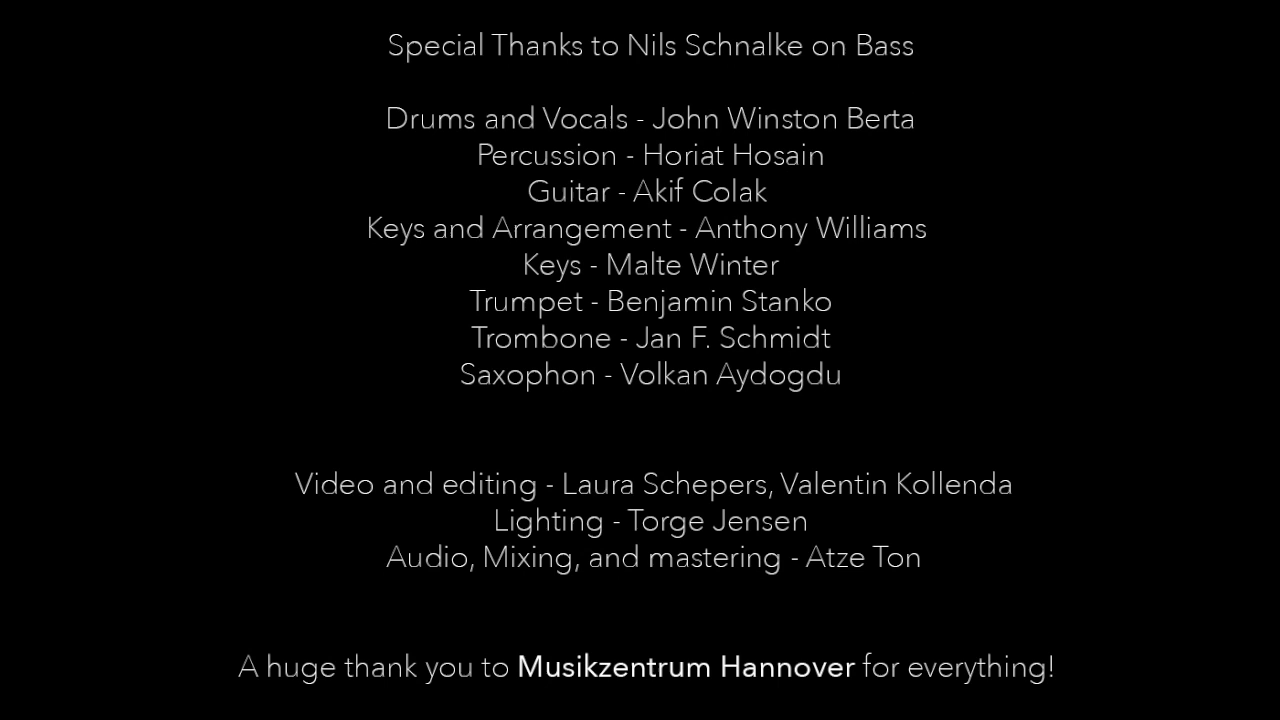 Special Thanks to Nils Schnalke on Bass
Drums and Vocals - John Winston Berta
Percussion - Horiat Hosain
Guitar - Akif Colak
Keys and Arrangement - Anthony Williams
Keys - Malte Winter
Trumpet - Benjamin Stanko
Trombone - Jan F. Schmidt
Saxophon - Volkan Aydogdu
Video and editing - Laura Schepers, Valentin Kollenda
Lighting - Torge Jensen
Audio, Mixing, and mastering - Atze Ton
A huge thank you to Musikzentrum Hannover for everything!